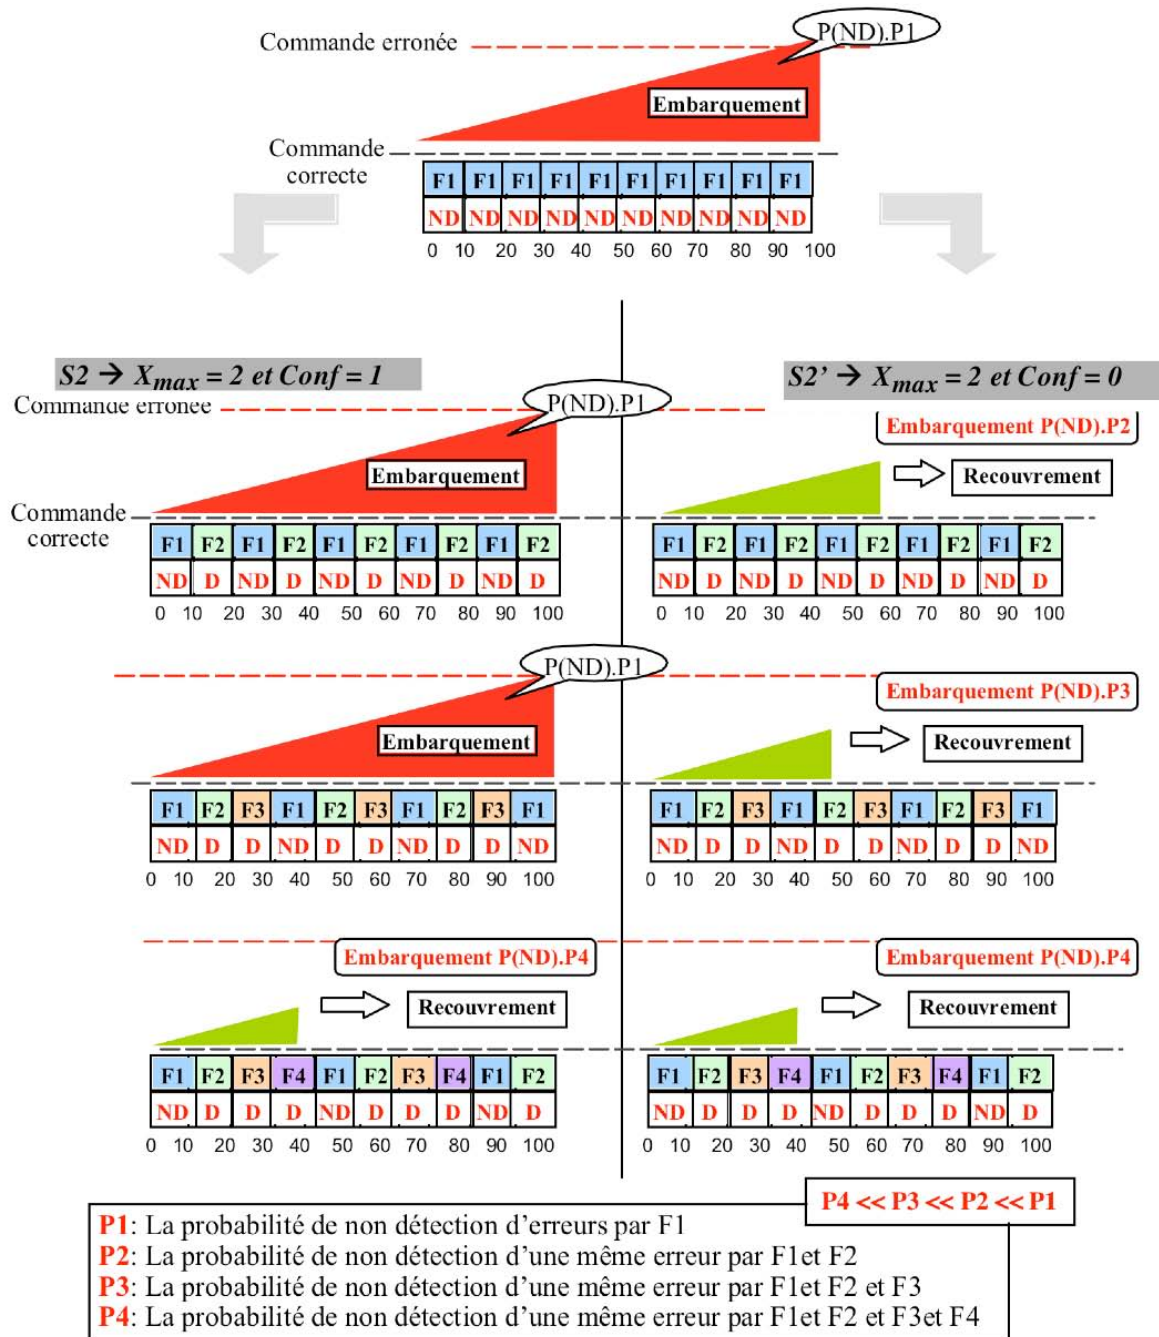 P(ND).P1
Commande erronée
Embarquement
Commande
correcte
F1 F1 F1 F1 F1 F1 F1 F1 F1 F1
ND ND ND ND ND ND ND ND ND ND
0 10 20 30 40 50 60 70 80 90 100
S2 → Xmax = 2 et Conf = 1
Commande erronée
P(ND).P1
Embarquement
Commande
correcte
F1 F2 F1 F2 F1 F2 F1 F2 F1 F2
ND D ND D ND D ND D ND D
0 10 20 30 40 50 60 70 80 90 100
S2' → Xmax = 2 et Conf = 0
Embarquement P(ND).P2
Recouvrement
F1 F2 F1 F2 F1 F2 F1 F2 F1 F2
ND D ND D ND D ND D ND D
0 10 20 30 40 50 60 70 80 90 100
P(ND).P1
Embarquement
F1 F2 F3 F1 F2 F3 F1 F2 F3 F1
ND D D ND D D ND D D ND
0 10 20 30 40 50 60 70 80 90 100
Embarquement P(ND).P3
Recouvrement
F1 F2 F3 F1 F2 F3 F1 F2 F3 F1
ND D D ND D D ND D D ND
0 10 20 30 40 50 60 70 80 90 100
Embarquement P(ND).P4
Recouvrement
F1 F2 F3 F4 F1 F2 F3 F4 F1 F2
ND D D D ND D D D ND D
0 10 20 30 40 50 60 70 80 90 100
Embarquement P(ND).P4
Recouvrement
F1 F2 F3 F4 F1 F2 F3 F4 F1 F2
ND D D D ND D D D ND D
0 10 20 30 40 50 60 70 80 90 100
P4 << P3 << P2 << P1
P1: La probabilité de non détection d'erreurs par F1
P2: La probabilité de non détection d'une même erreur par F1et F2
P3: La probabilité de non détection d'une même erreur par F1et F2 et F3
P4: La probabilité de non détection d'une même erreur par F1et F2 et F3et F4